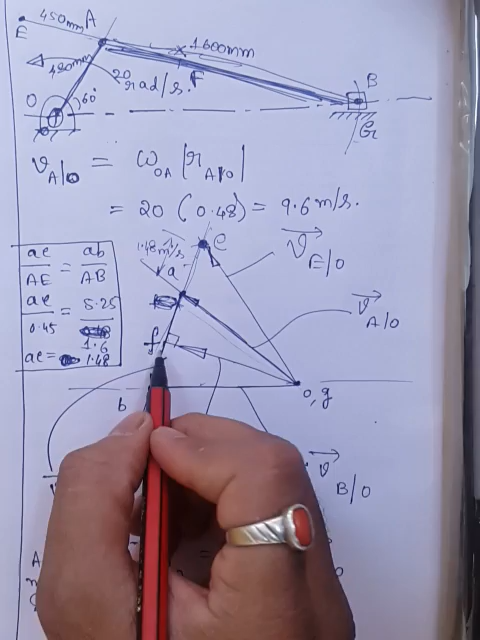 450mm A
E
1600mm
480mm
20 rad/s.
F
B
O
60°
G
V A/O = ω OA |r A/O|
= 20 (0.48) = 9.6 m/s.
1.48 m/s
e
V E/O
a
ae/AE = ab/AB
ae/0.45 = 5.25/1.6
ae = 1.48
V A/O
f
o,g
b
V B/O